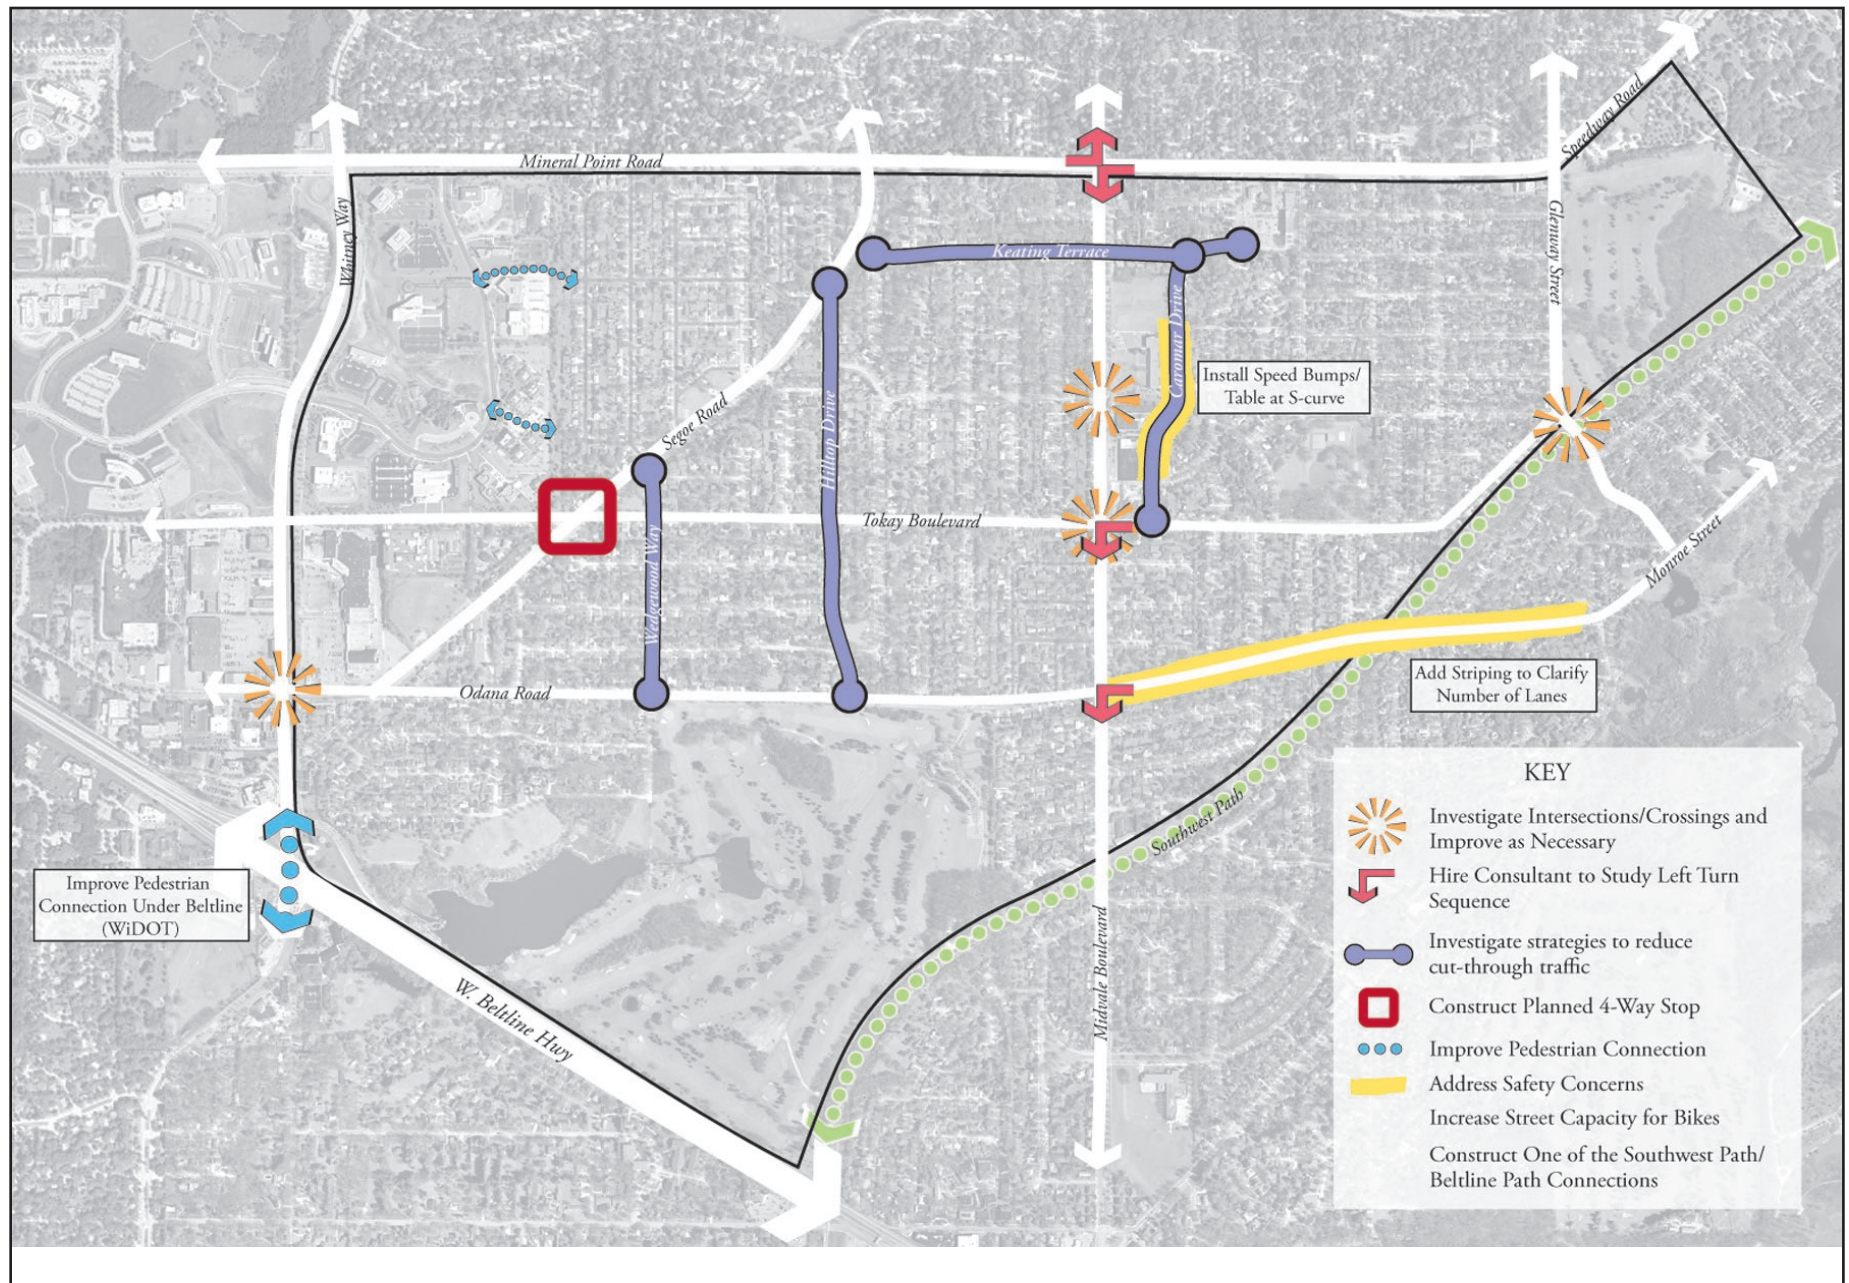 Speedway Road
Mineral Point Road
Whitney Way
Glenway Street
Keating Terrace
Caromar Drive
Install Speed Bumps/
Table at S-curve
Segoe Road
Hilltop Drive
Tokay Boulevard
Wedgewood Way
Monroe Street
Odana Road
Add Striping to Clarify
Number of Lanes
Southwest Path
Improve Pedestrian
Connection Under Beltline
(WiDOT)
W. Beltline Hwy
Midvale Boulevard
KEY
Investigate Intersections/Crossings and
Improve as Necessary
Hire Consultant to Study Left Turn
Sequence
Investigate strategies to reduce
cut-through traffic
Construct Planned 4-Way Stop
Improve Pedestrian Connection
Address Safety Concerns
Increase Street Capacity for Bikes
Construct One of the Southwest Path/
Beltline Path Connections